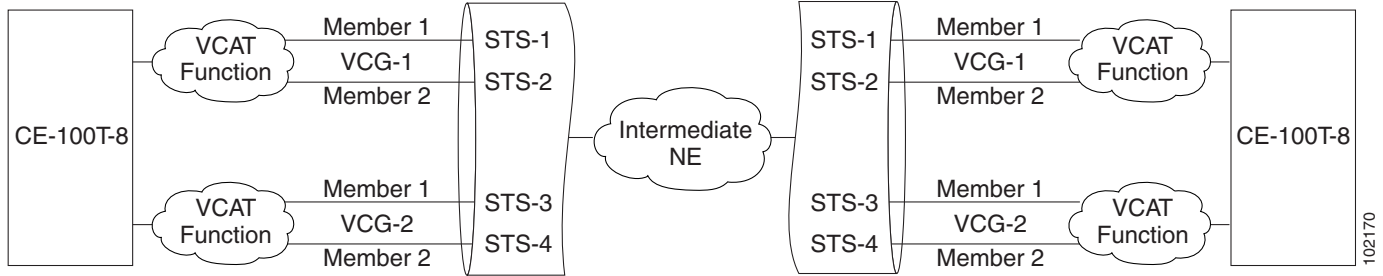 CE-100T-8
VCAT
Function
Member 1
VCG-1
Member 2
STS-1
STS-2
VCAT
Function
Member 1
VCG-2
Member 2
STS-3
STS-4
Intermediate
NE
STS-1
STS-2
Member 1
VCG-1
Member 2
VCAT
Function
STS-3
STS-4
Member 1
VCG-2
Member 2
VCAT
Function
CE-100T-8
102170